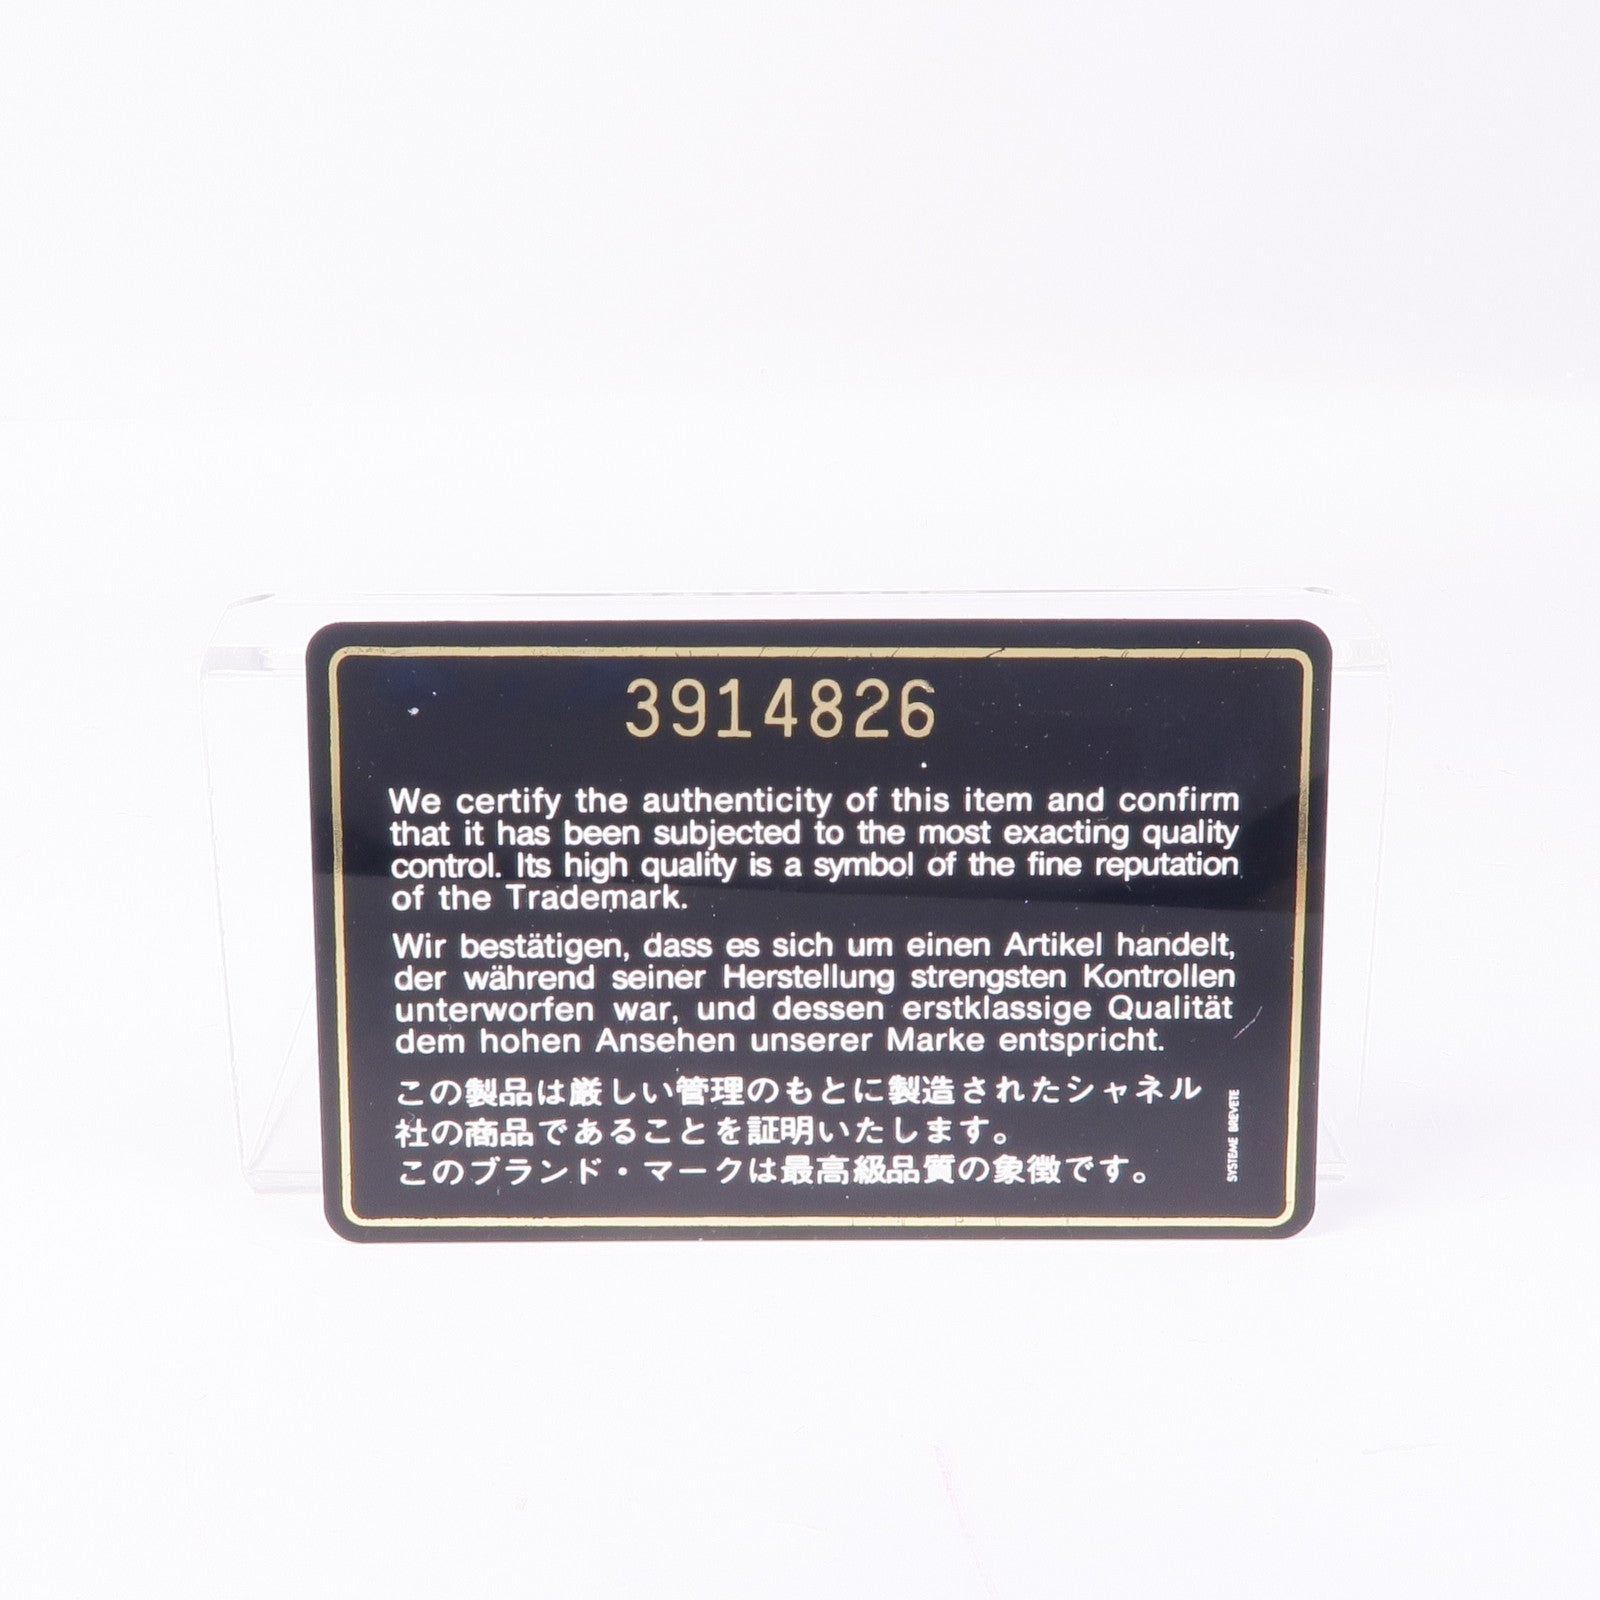 3914826
We certify the authenticity of this item and confirm
that it has been subjected to the most exacting quality
control. Its high quality is a symbol of the fine reputation
of the Trademark.
Wir bestätigen, dass es sich um einen Artikel handelt,
der während seiner Herstellung strengsten Kontrollen
unterworfen war, und dessen erstklassige Qualität
dem hohen Ansehen unserer Marke entspricht.
この製品は厳しい管理のもとに製造されたシャネル
社の商品であることを証明いたします。
このブランド・マークは最高級品質の象徴です。
SYSTEME BREVETE